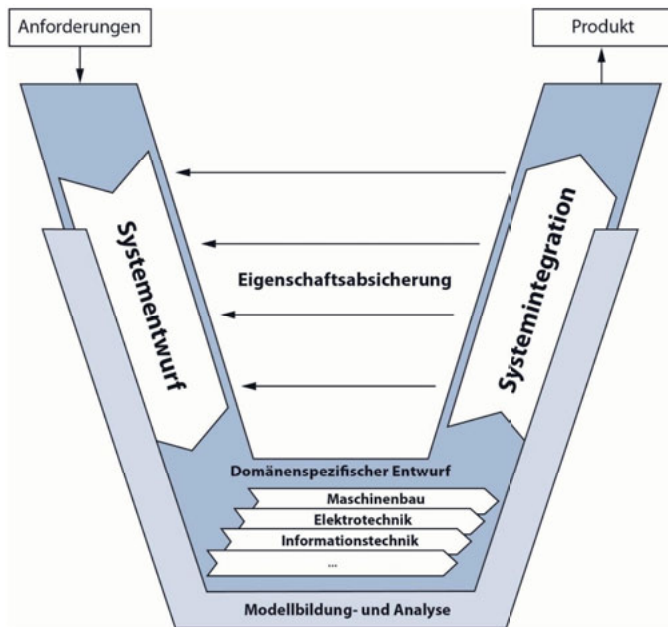 Anforderungen
Produkt
Systementwurf
Eigenschaftsabsicherung
Systemintegration
Domänenspezifischer Entwurf
Maschinenbau
Elektrotechnik
Informationstechnik
...
Modellbildung- und Analyse